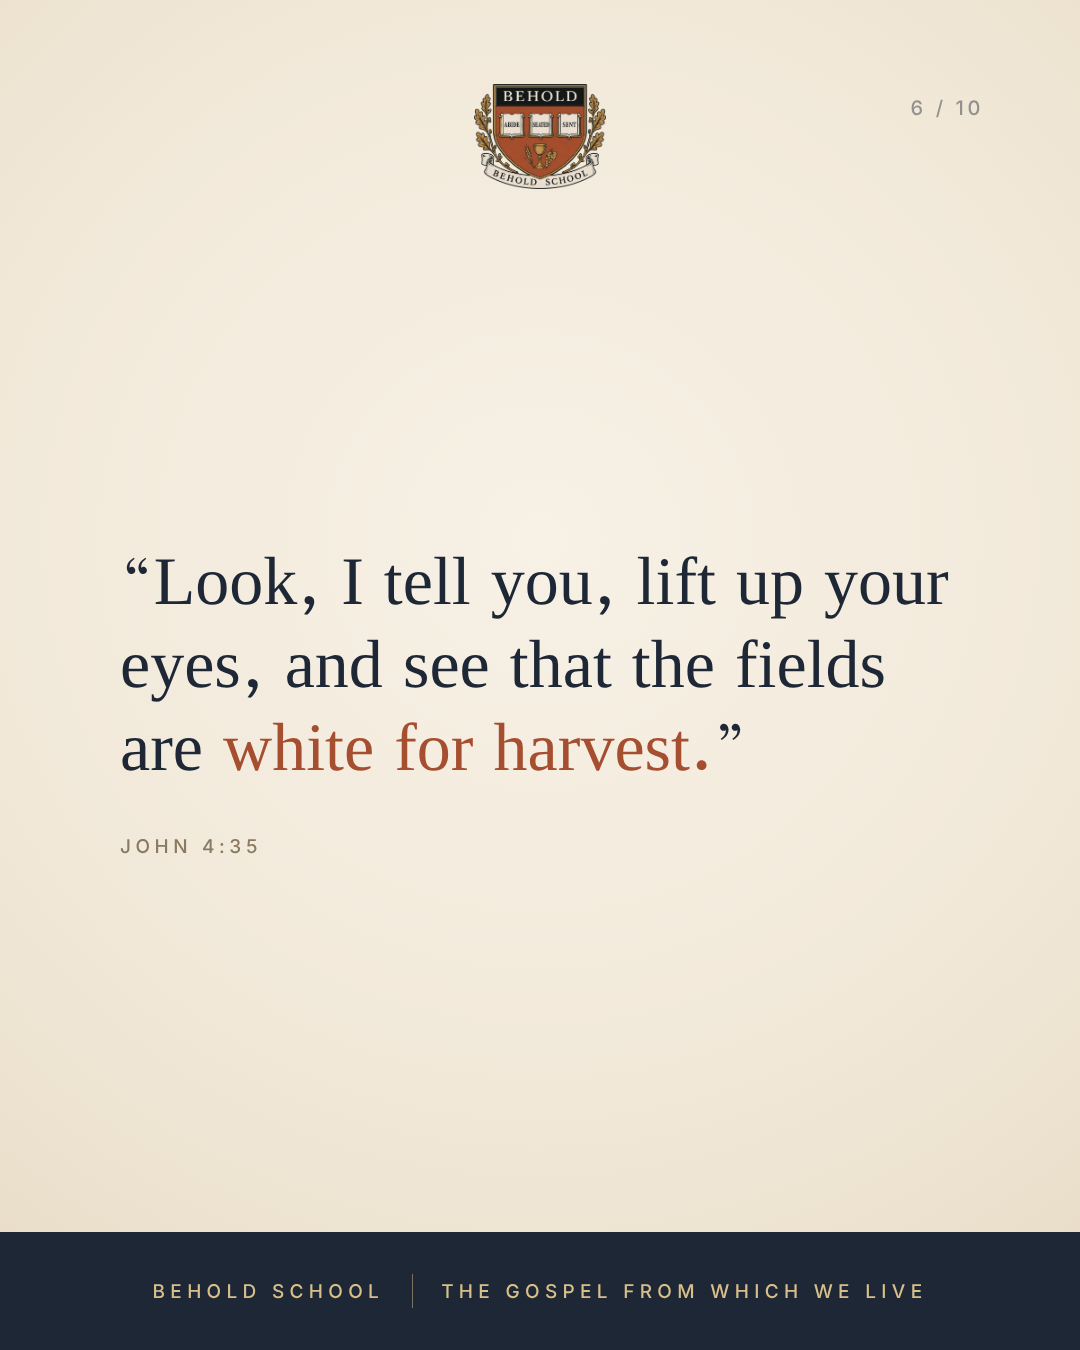 BEHOLD
ABIDE
SEATED
SENT
BEHOLD SCHOOL
6 / 10
“Look, I tell you, lift up your
eyes, and see that the fields
are white for harvest.”
JOHN 4:35
BEHOLD SCHOOL | THE GOSPEL FROM WHICH WE LIVE